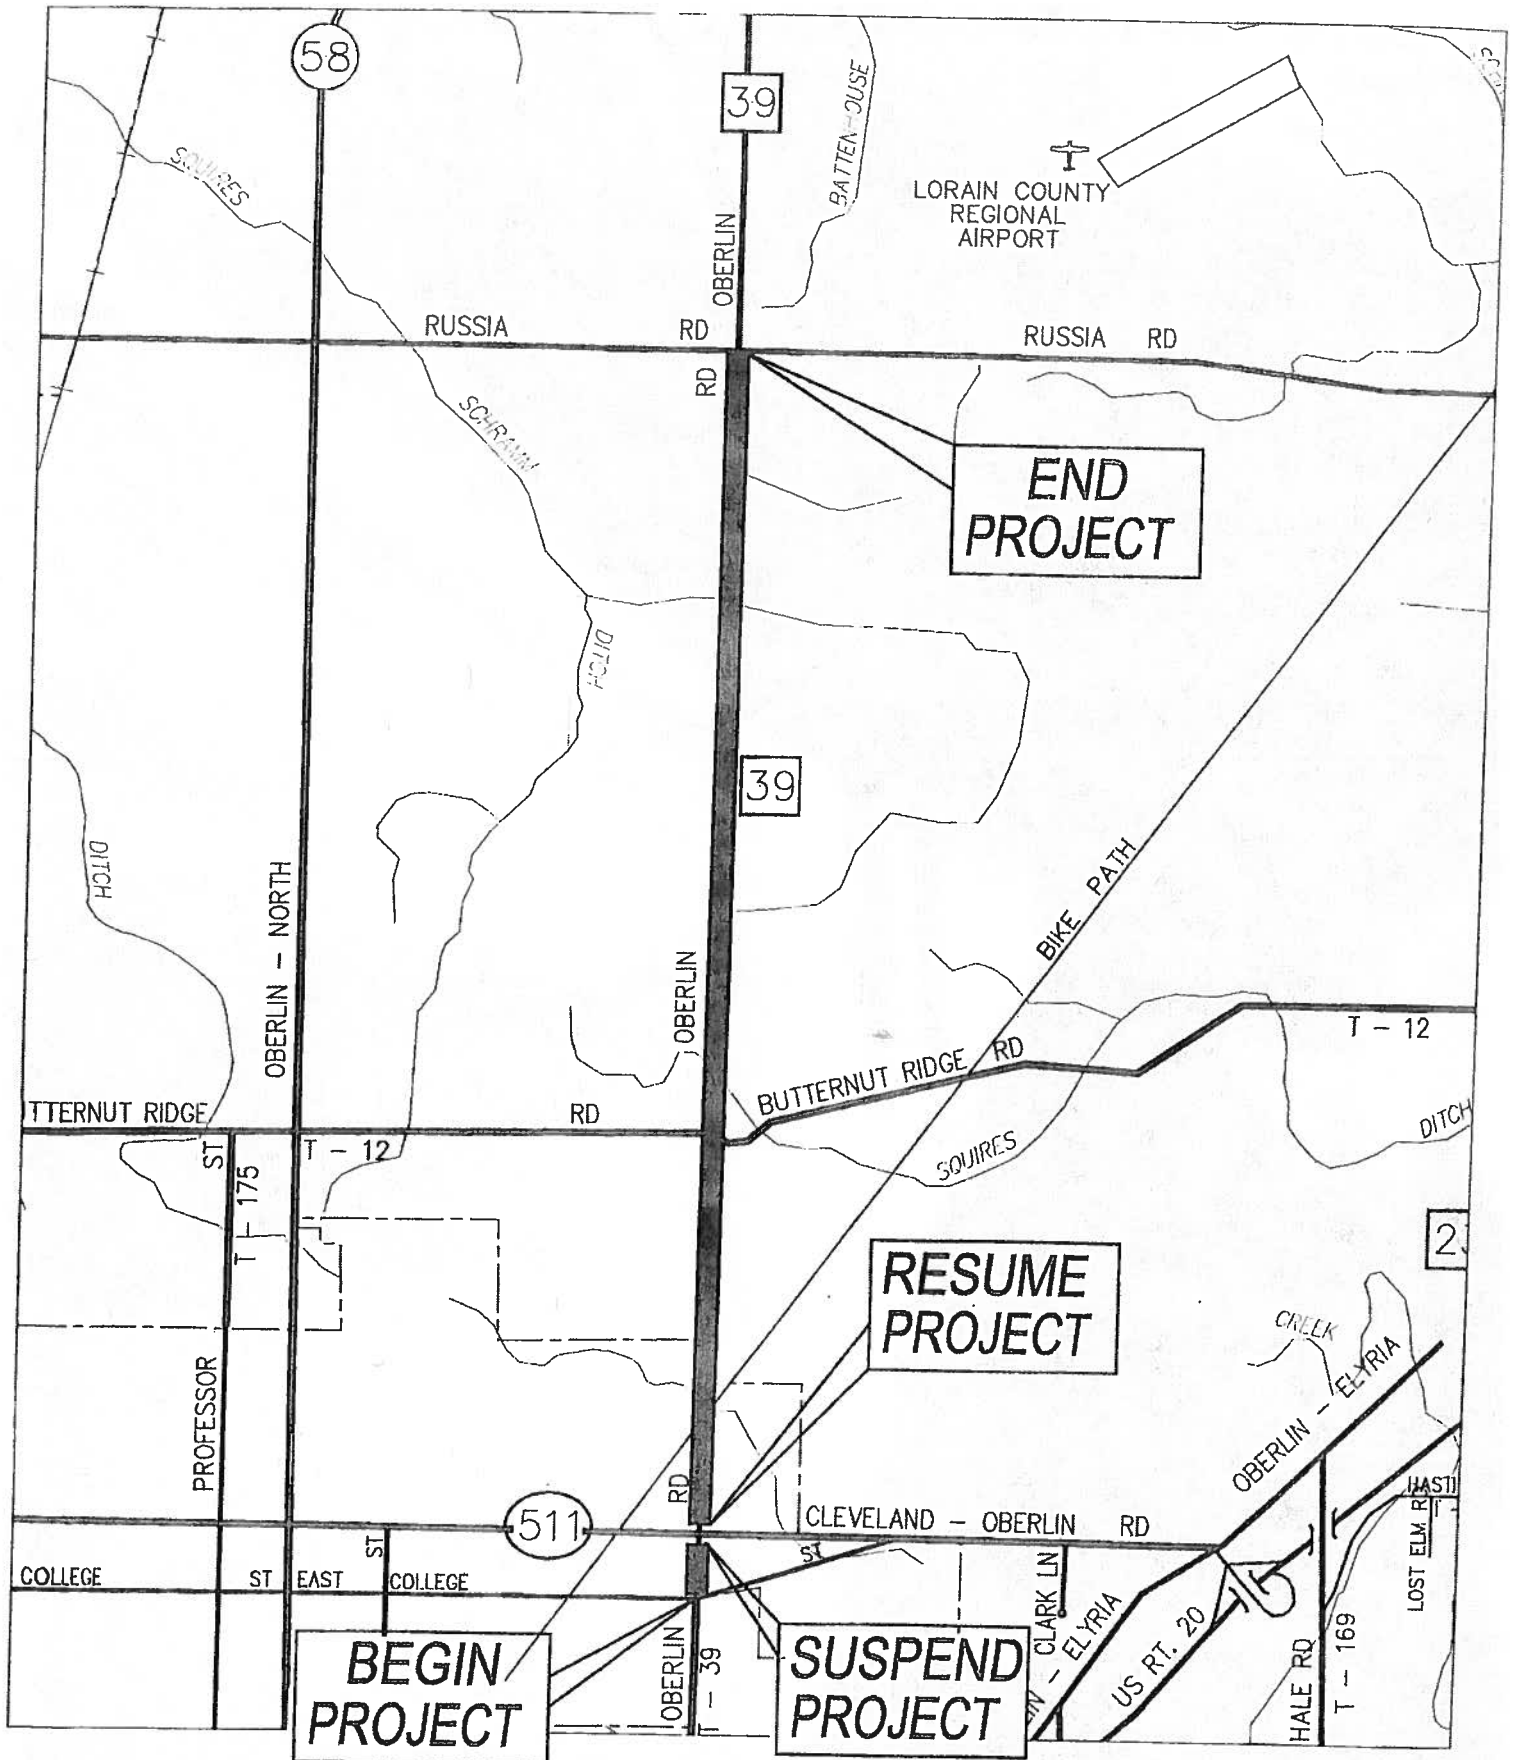 58
39
BATTENHOUSE
SQUIRES
OBERLIN
LORAIN COUNTY
REGIONAL
AIRPORT
RUSSIA RD
RUSSIA RD
RD
SCHRAMM
END
PROJECT
DITCH
39
DITCH
OBERLIN - NORTH
BIKE PATH
OBERLIN
T - 12
BUTTERNUT RIDGE RD
TTERNUT RIDGE
RD
DITCH
ST
T - 12
SQUIRES
T - 175
2
RESUME
PROJECT
CREEK
PROFESSOR
OBERLIN - ELYRIA
RD
511
CLEVELAND - OBERLIN RD
ST
ST
COLLEGE ST EAST COLLEGE
CLARK LN
LOST ELM
- ELYRIA
US RT. 20
HALE RD
T - 169
BEGIN
PROJECT
OBERLIN
T - 39
SUSPEND
PROJECT